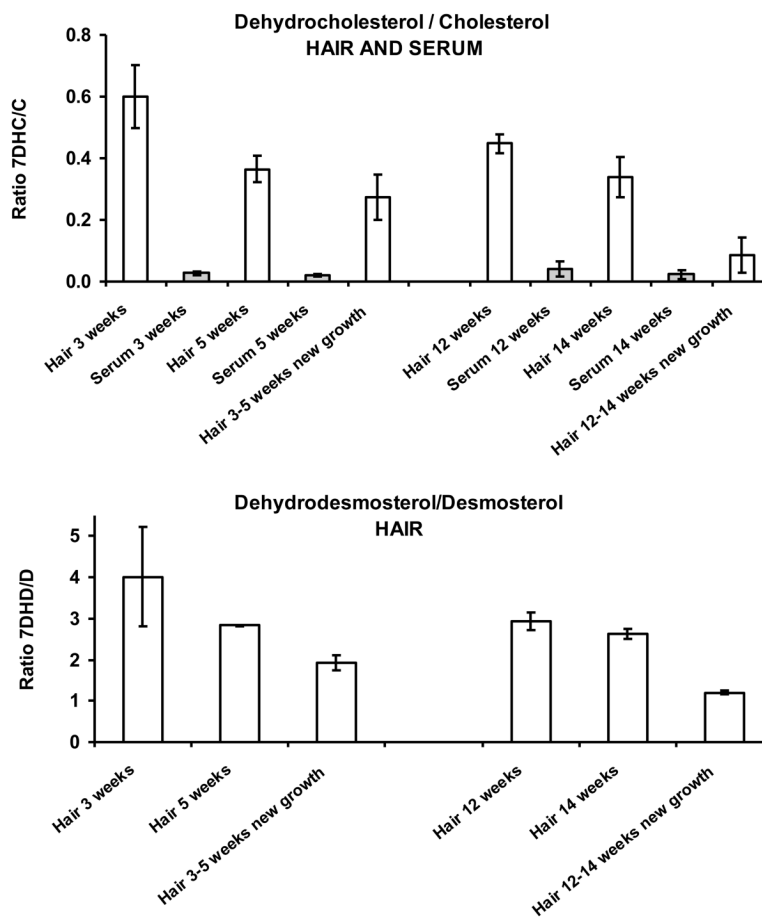 Dehydrocholesterol / Cholesterol
HAIR AND SERUM
Ratio 7DHC/C
0.8
0.6
0.4
0.2
0.0
Hair 3 weeks
Serum 3 weeks
Hair 5 weeks
Serum 5 weeks
Hair 3-5 weeks new growth
Hair 12 weeks
Serum 12 weeks
Hair 14 weeks
Serum 14 weeks
Hair 12-14 weeks new growth
Dehydrodesmosterol/Desmosterol
HAIR
Ratio 7DHD/D
5
4
3
2
1
0
Hair 3 weeks
Hair 5 weeks
Hair 3-5 weeks new growth
Hair 12 weeks
Hair 14 weeks
Hair 12-14 weeks new growth